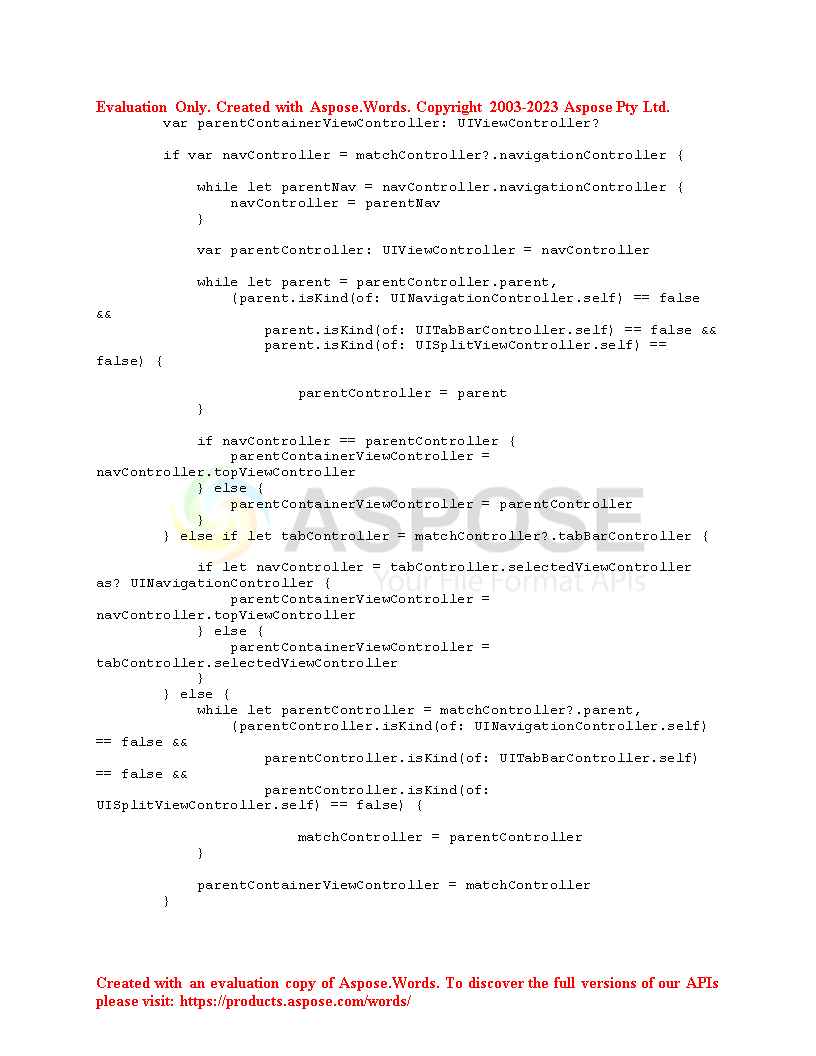 Evaluation Only. Created with Aspose.Words. Copyright 2003-2023 Aspose Pty Ltd.
var parentContainerViewController: UIViewController?
if var navController = matchController?.navigationController {
while let parentNav = navController.navigationController {
navController = parentNav
}
var parentController: UIViewController = navController
while let parent = parentController.parent,
(parent.isKind(of: UINavigationController.self) == false
&&
parent.isKind(of: UITabBarController.self) == false &&
parent.isKind(of: UISplitViewController.self) ==
false) {
parentController = parent
}
if navController == parentController {
parentContainerViewController =
navController.topViewController
} else {
parentContainerViewController = parentController
}
} else if let tabController = matchController?.tabBarController {
if let navController = tabController.selectedViewController
as? UINavigationController {
parentContainerViewController =
navController.topViewController
} else {
parentContainerViewController =
tabController.selectedViewController
}
} else {
while let parentController = matchController?.parent,
(parentController.isKind(of: UINavigationController.self)
== false &&
parentController.isKind(of: UITabBarController.self)
== false &&
parentController.isKind(of:
UISplitViewController.self) == false) {
matchController = parentController
}
parentContainerViewController = matchController
}
ASPOSE
Your File Format APIs
Created with an evaluation copy of Aspose.Words. To discover the full versions of our APIs
please visit: https://products.aspose.com/words/